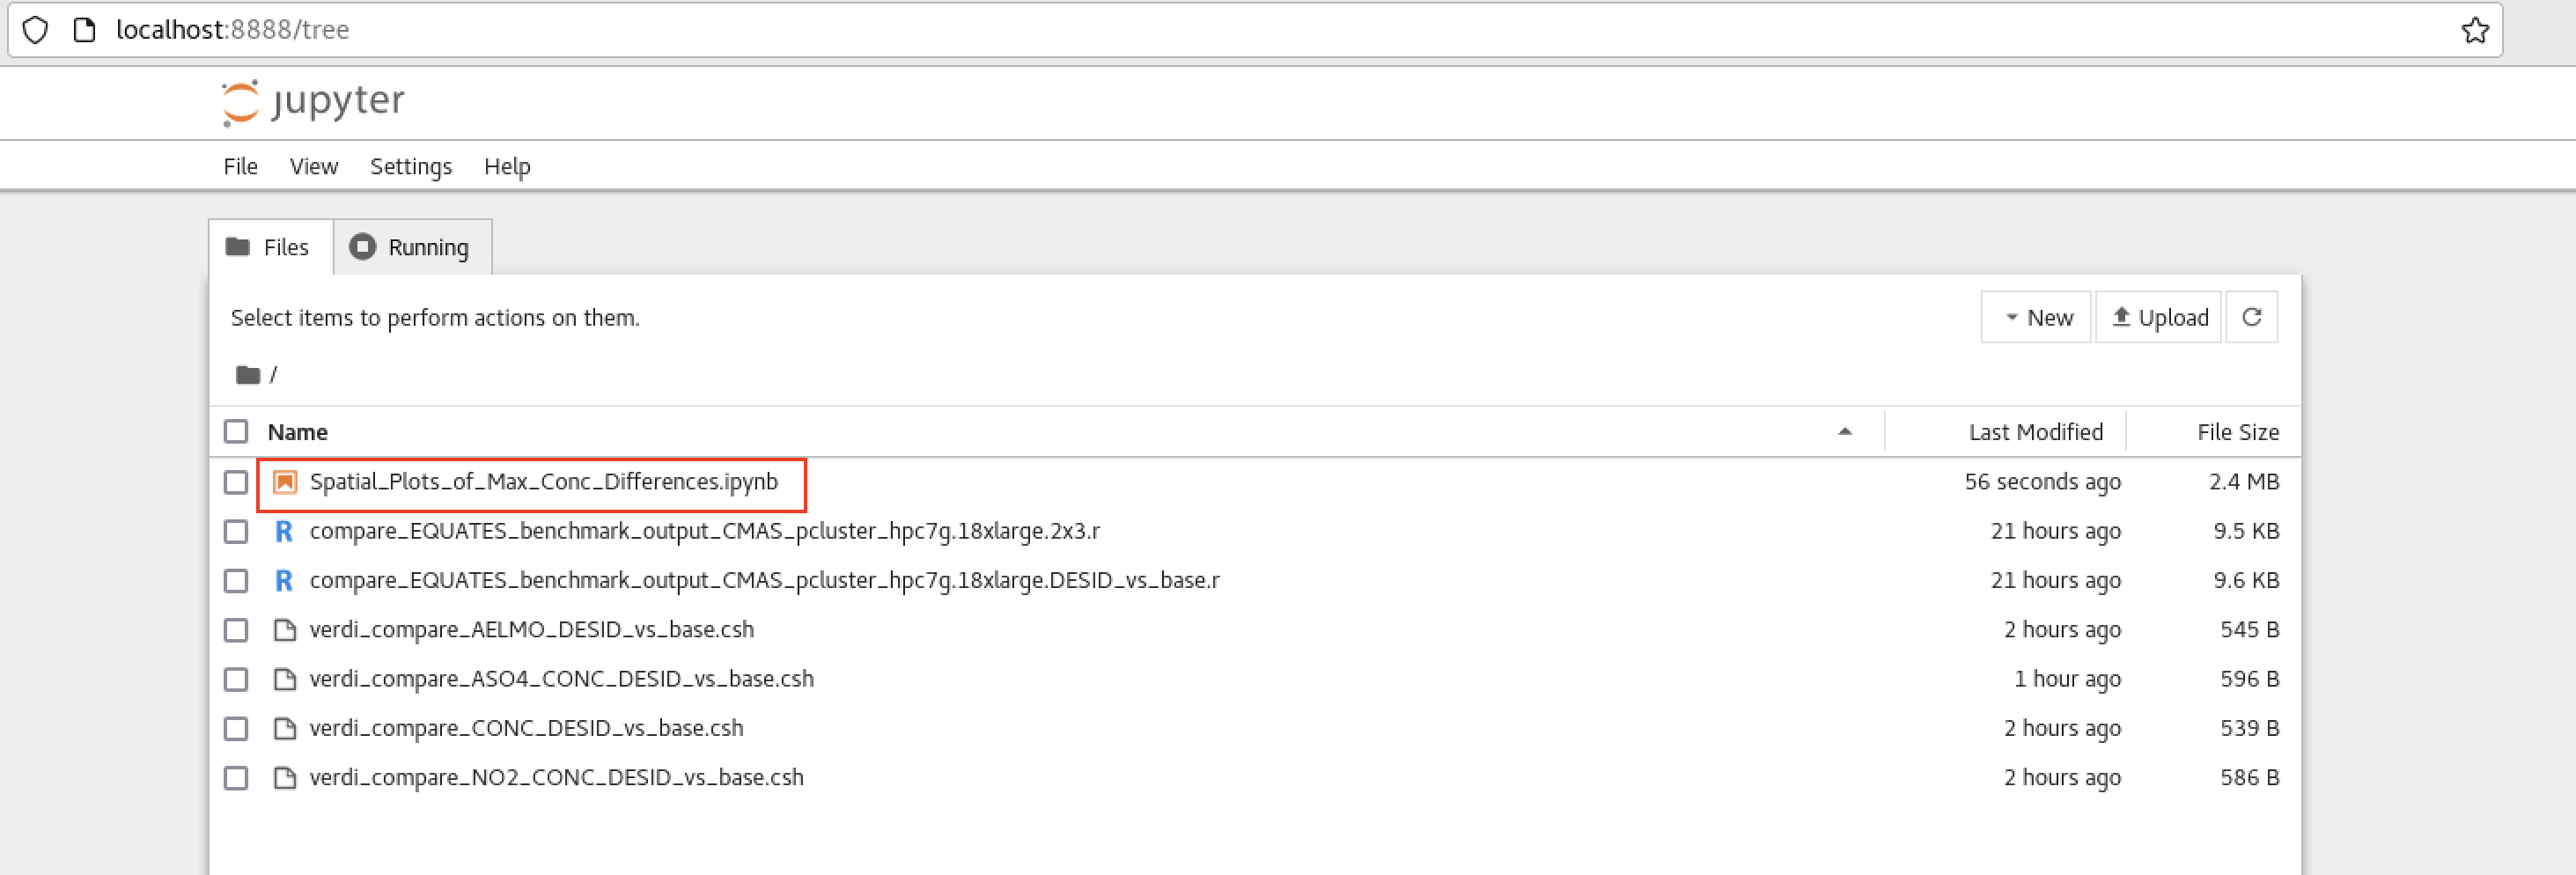 localhost:8888/tree
jupyter
File View Settings Help
Files Running
Select items to perform actions on them.
New Upload
/
Name Last Modified File Size
Spatial_Plots_of_Max_Conc_Differences.ipynb 56 seconds ago 2.4 MB
compare_EQUATES_benchmark_output_CMAS_pcluster_hpc7g.18xlarge.2x3.r 21 hours ago 9.5 KB
compare_EQUATES_benchmark_output_CMAS_pcluster_hpc7g.18xlarge.DESID_vs_base.r 21 hours ago 9.6 KB
verdi_compare_AELMO_DESID_vs_base.csh 2 hours ago 545 B
verdi_compare_ASO4_CONC_DESID_vs_base.csh 1 hour ago 596 B
verdi_compare_CONC_DESID_vs_base.csh 2 hours ago 539 B
verdi_compare_NO2_CONC_DESID_vs_base.csh 2 hours ago 586 B